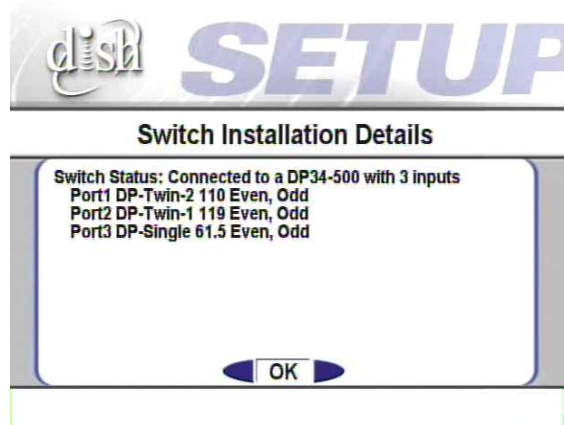 dish
SETUP
Switch Installation Details
Switch Status: Connected to a DP34-500 with 3 inputs
Port1 DP-Twin-2 110 Even, Odd
Port2 DP-Twin-1 119 Even, Odd
Port3 DP-Single 61.5 Even, Odd
OK